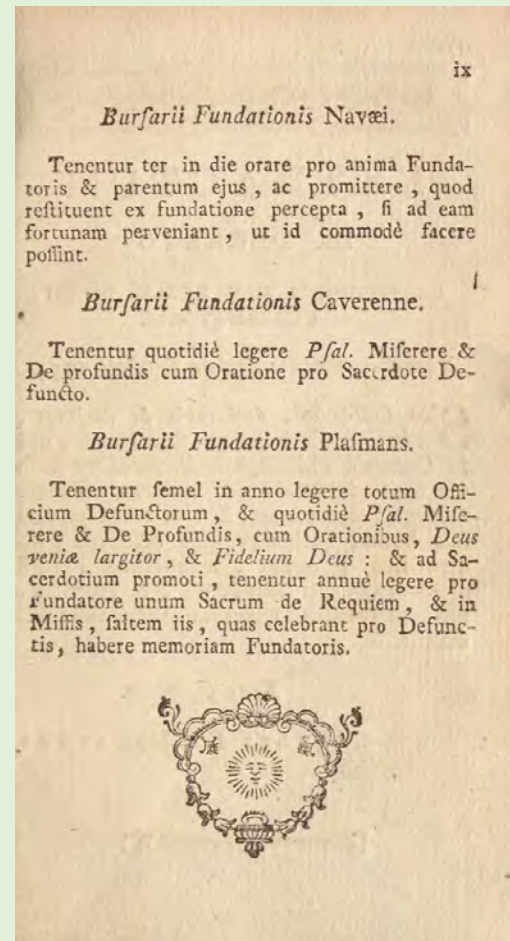 ix
Burſarii Fundationis Navæi.
Tenentur ter in die orare pro anima Funda-
toris & parentum ejus, ac promittere, quod
reſtituent ex fundatione percepta, ſi ad eam
fortunam perveniant, ut id commodè facere
poſſint.
Burſarii Fundationis Caverenne.
Tenentur quotidiè legere Pſal. Miſerere &
De profundis cum Oratione pro Sacerdote De-
functo.
Burſarii Fundationis Plaſmans.
Tenentur ſemel in anno legere totum Offi-
cium Defunctorum, & quotidiè Pſal. Miſe-
rere & De Profundis, cum Orationibus, Deus
veniæ largitor, & Fidelium Deus : & ad Sa-
cerdotium promoti, tenentur annuè legere pro
Fundatore unum Sacrum de Requiem, & in
Miſſis, ſaltem iis, quas celebrant pro Defunc-
tis, habere memoriam Fundatoris.